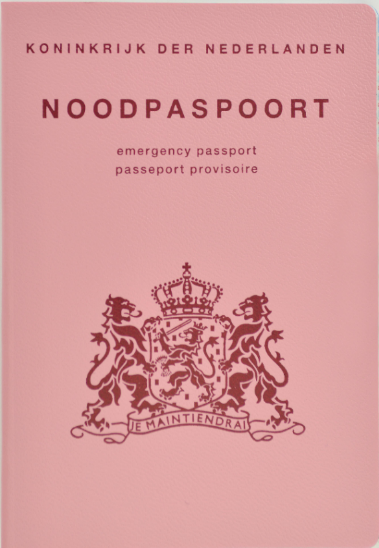 KONINKRIJK DER NEDERLANDEN
NOODPASPOORT
emergency passport
passeport provisoire
JE MAINTIENDRAI